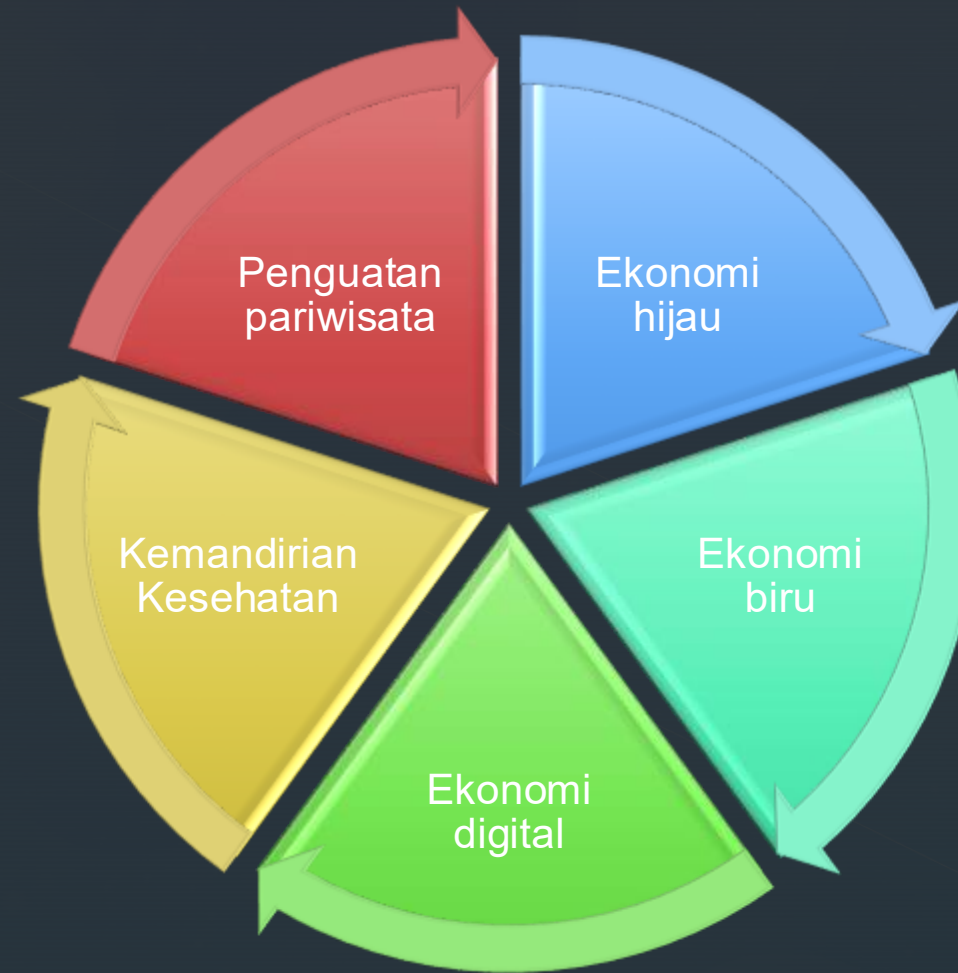 Penguatan
pariwisata
Ekonomi
hijau
Kemandirian
Kesehatan
Ekonomi
biru
Ekonomi
digital